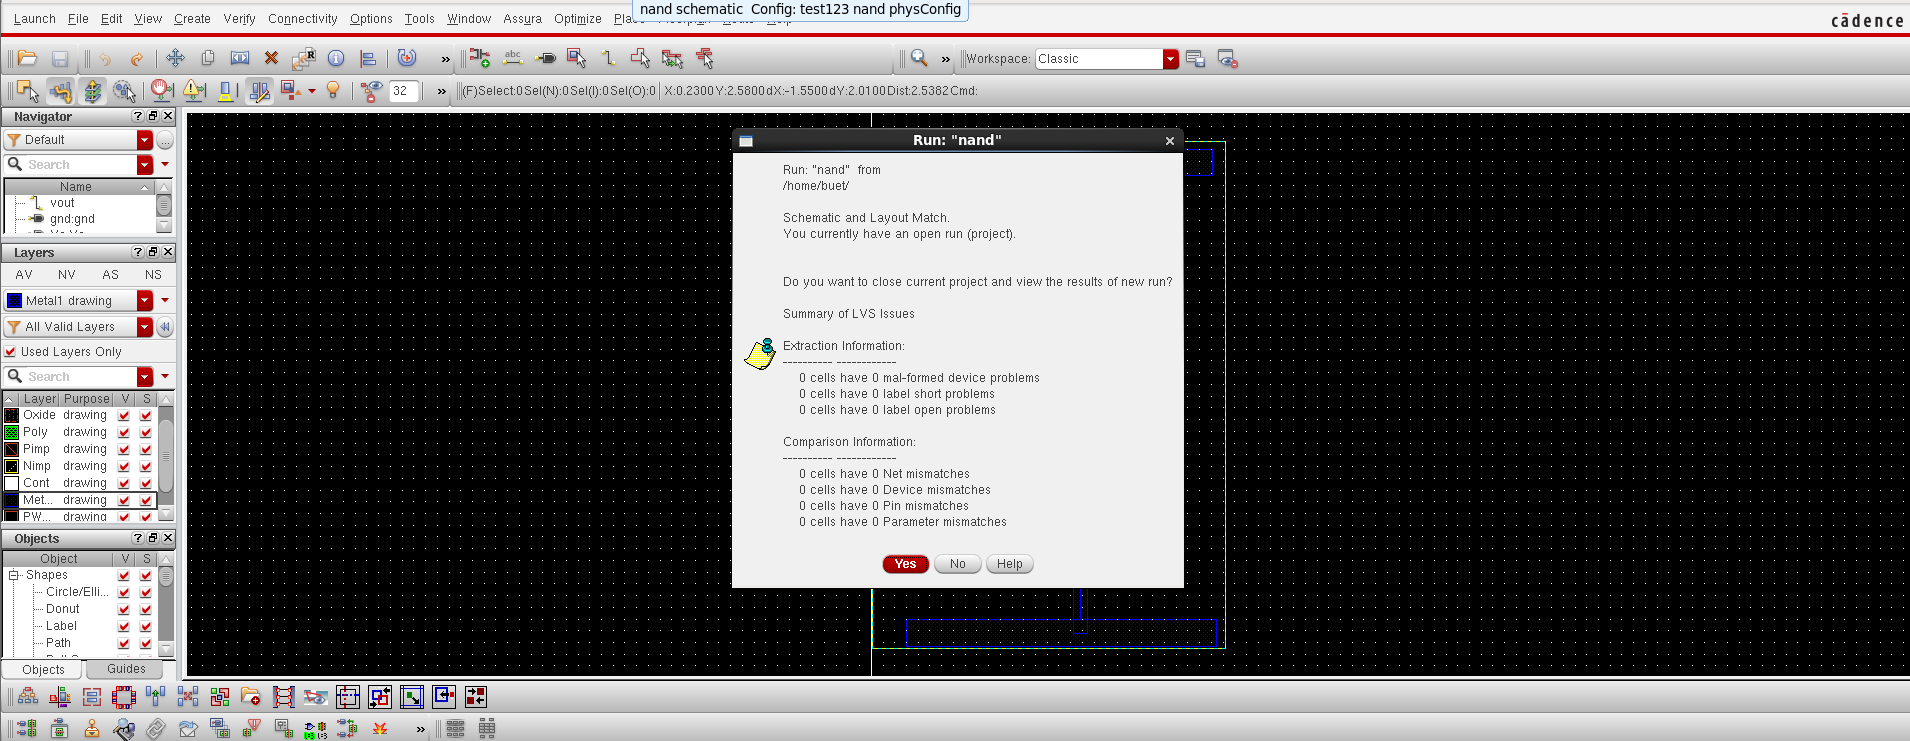 nand schematic  Config: test123 nand physConfig
Launch File Edit View Create Verify Connectivity Options Tools Window Assura Optimize
cādence
abc
Workspace: Classic
32 (F)Select:0 Sel(N):0 Sel(I):0 Sel(O):0 X:0.2300 Y:2.5800 dX:-1.5500 dY:2.0100 Dist:2.5382 Cmd:
Navigator
Default
Search
Name
vout
gnd:gnd
Layers
AV NV AS NS
Metal1 drawing
All Valid Layers
Used Layers Only
Search
Layer Purpose V S
Oxide drawing
Poly drawing
Pimp drawing
Nimp drawing
Cont drawing
Met... drawing
PW... drawing
Objects
Object V S
Shapes
Circle/Elli...
Donut
Label
Path
Objects Guides
Run: "nand"
Run: "nand"  from
/home/buet/
Schematic and Layout Match.
You currently have an open run (project).
Do you want to close current project and view the results of new run?
Summary of LVS Issues
Extraction Information:
---------- ------------
0 cells have 0 mal-formed device problems
0 cells have 0 label short problems
0 cells have 0 label open problems
Comparison Information:
---------- ------------
0 cells have 0 Net mismatches
0 cells have 0 Device mismatches
0 cells have 0 Pin mismatches
0 cells have 0 Parameter mismatches
Yes No Help